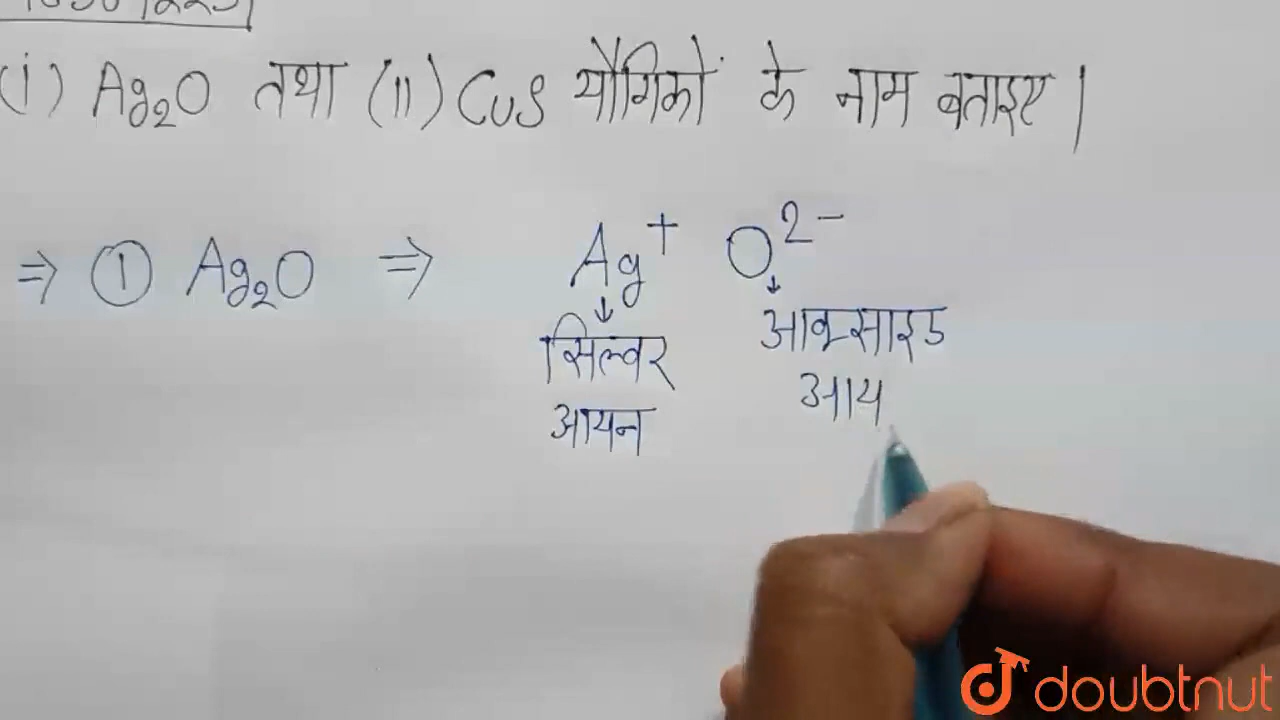 (i) Ag₂O तथा (ii) CuS यौगिकों के नाम बताइए।
⇒ ① Ag₂O ⇒ Ag⁺ O²⁻
↓ ↓
सिल्वर आक्साइड
आयन आय
doubtnut